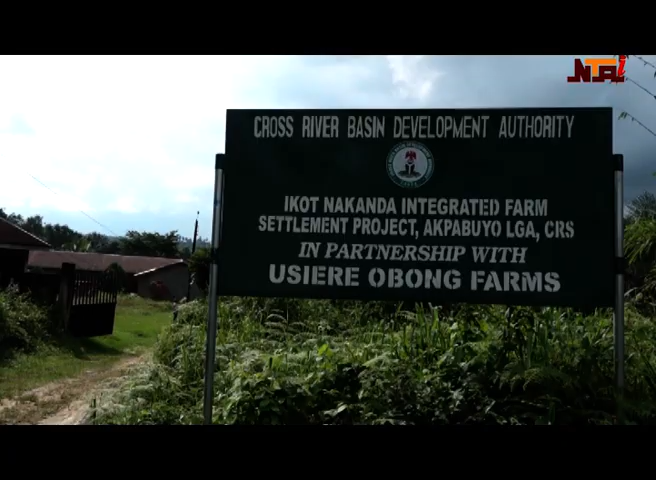 NTAi
CROSS RIVER BASIN DEVELOPMENT AUTHORITY
IKOT NAKANDA INTEGRATED FARM
SETTLEMENT PROJECT, AKPABUYO LGA, CRS
IN PARTNERSHIP WITH
USIERE OBONG FARMS